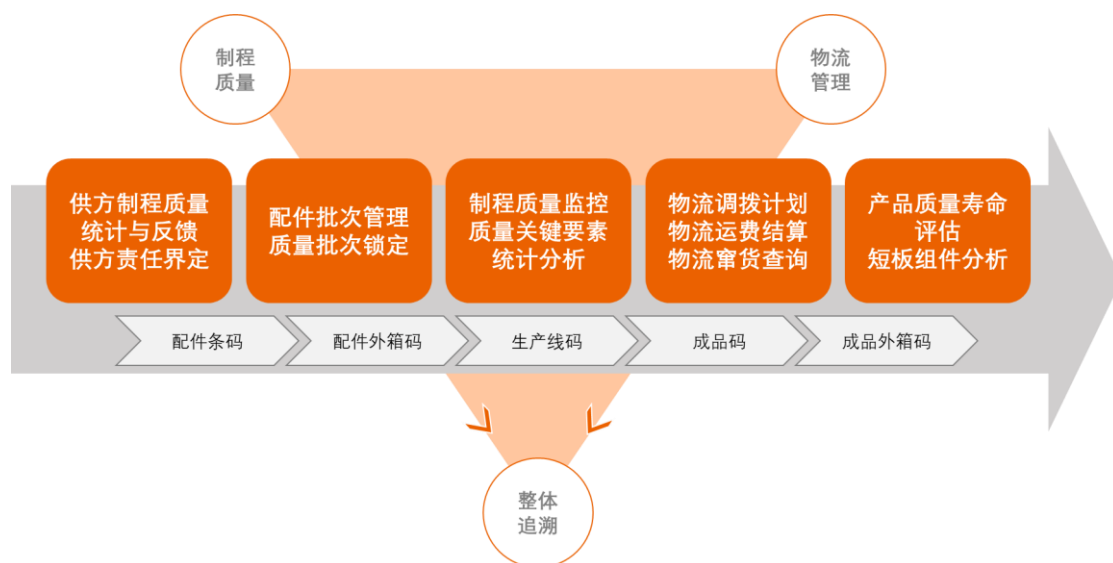 制程
质量
物流
管理
供方制程质量
统计与反馈
供方责任界定
配件批次管理
质量批次锁定
制程质量监控
质量关键要素
统计分析
物流调拨计划
物流运费结算
物流窜货查询
产品质量寿命
评估
短板组件分析
配件条码
配件外箱码
生产线码
成品码
成品外箱码
整体
追溯